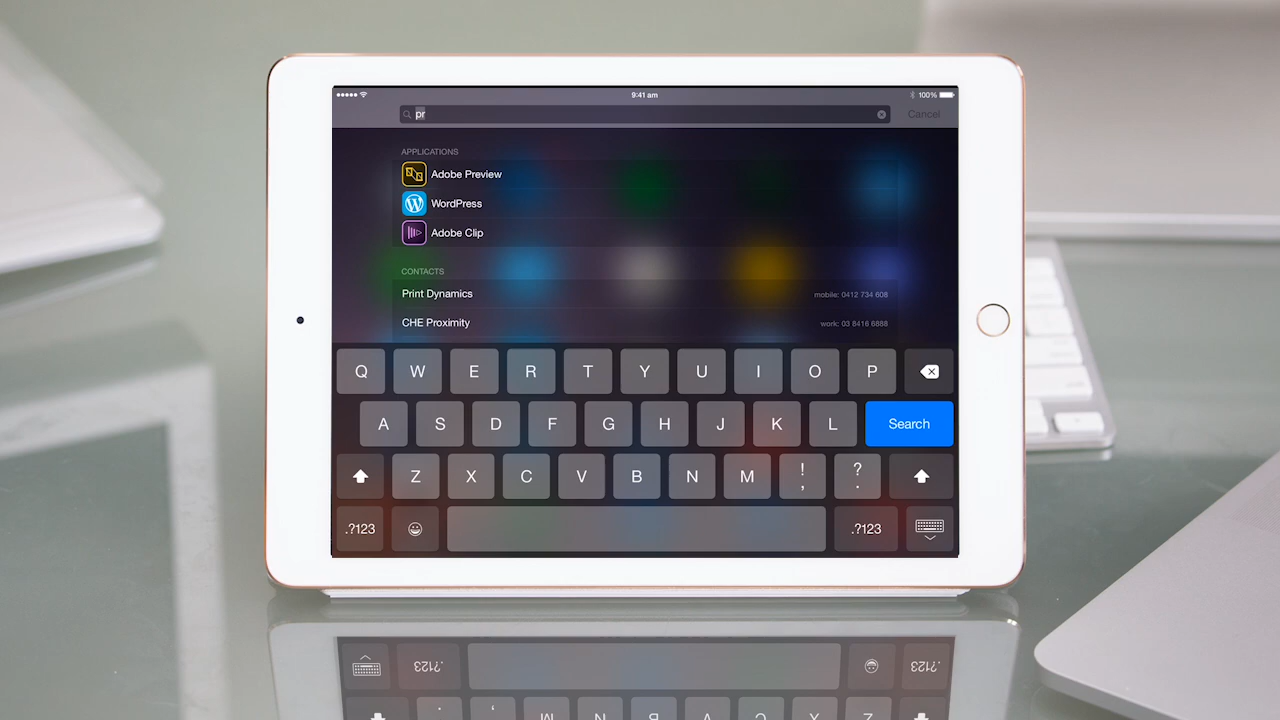 9:41 am 100%
pr Cancel
APPLICATIONS
Adobe Preview
WordPress
Adobe Clip
CONTACTS
Print Dynamics mobile: 0412 734 608
CHE Proximity work: 03 8416 6888
Q W E R T Y U I O P
A S D F G H J K L Search
Z X C V B N M ! , ? .
.?123 .?123